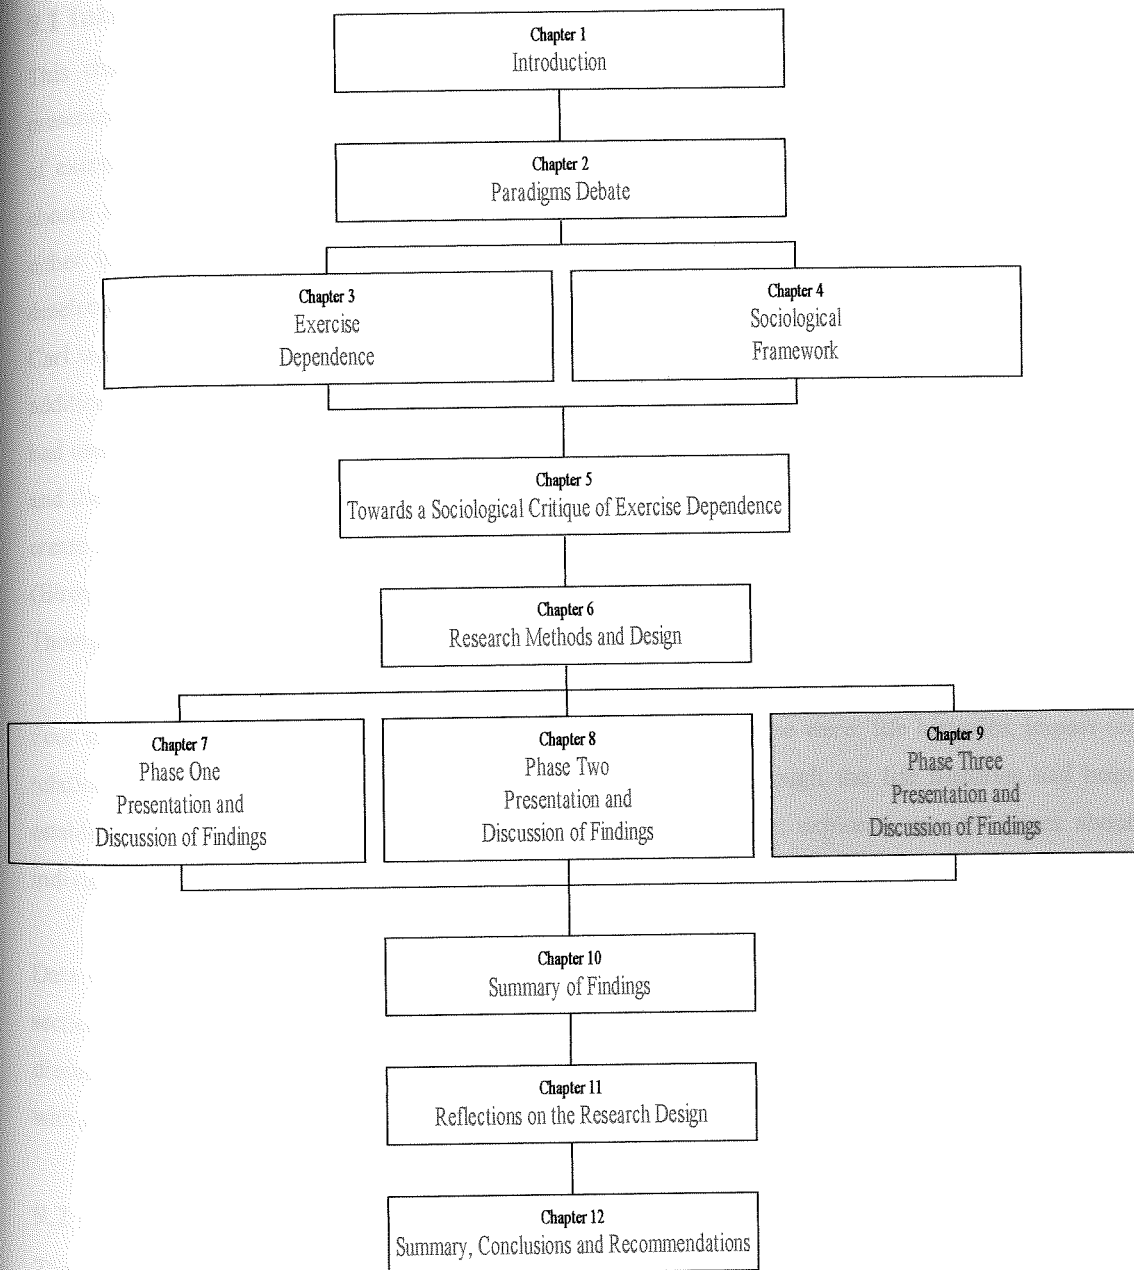 Chapter 1
Introduction
Chapter 2
Paradigms Debate
Chapter 3
Exercise
Dependence
Chapter 4
Sociological
Framework
Chapter 5
Towards a Sociological Critique of Exercise Dependence
Chapter 6
Research Methods and Design
Chapter 7
Phase One
Presentation and
Discussion of Findings
Chapter 8
Phase Two
Presentation and
Discussion of Findings
Chapter 9
Phase Three
Presentation and
Discussion of Findings
Chapter 10
Summary of Findings
Chapter 11
Reflections on the Research Design
Chapter 12
Summary, Conclusions and Recommendations